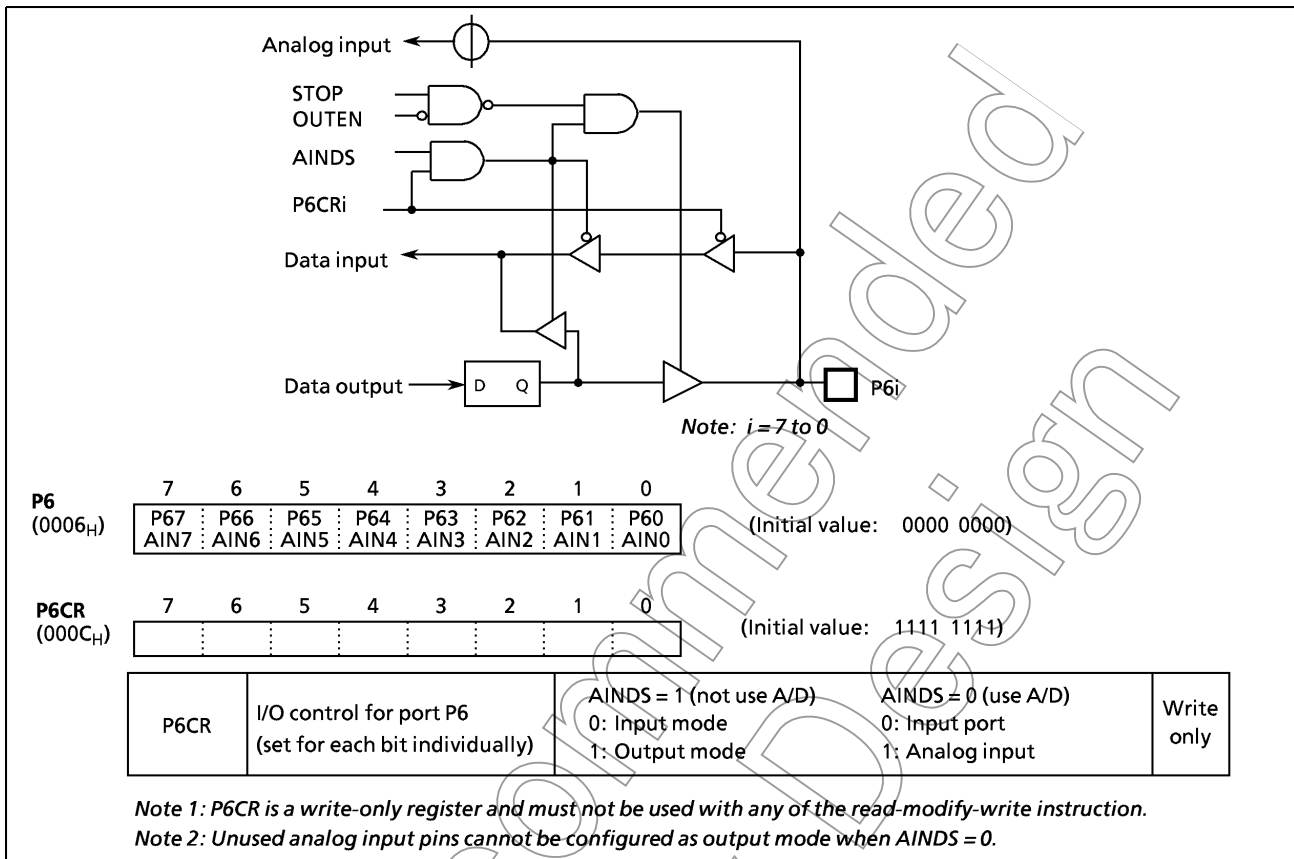 Analog input
STOP
OUTEN
AINDS
P6CRi
Data input
Data output
D Q
P6i
Note: i = 7 to 0
7 6 5 4 3 2 1 0
P6
(0006H)
P67 P66 P65 P64 P63 P62 P61 P60
AIN7 AIN6 AIN5 AIN4 AIN3 AIN2 AIN1 AIN0
(Initial value: 0000 0000)
7 6 5 4 3 2 1 0
P6CR
(000CH)
(Initial value: 1111 1111)
P6CR
I/O control for port P6
(set for each bit individually)
AINDS = 1 (not use A/D) AINDS = 0 (use A/D)
0: Input mode 0: Input port
1: Output mode 1: Analog input
Write
only
Note 1: P6CR is a write-only register and must not be used with any of the read-modify-write instruction.
Note 2: Unused analog input pins cannot be configured as output mode when AINDS = 0.
ommended
Design